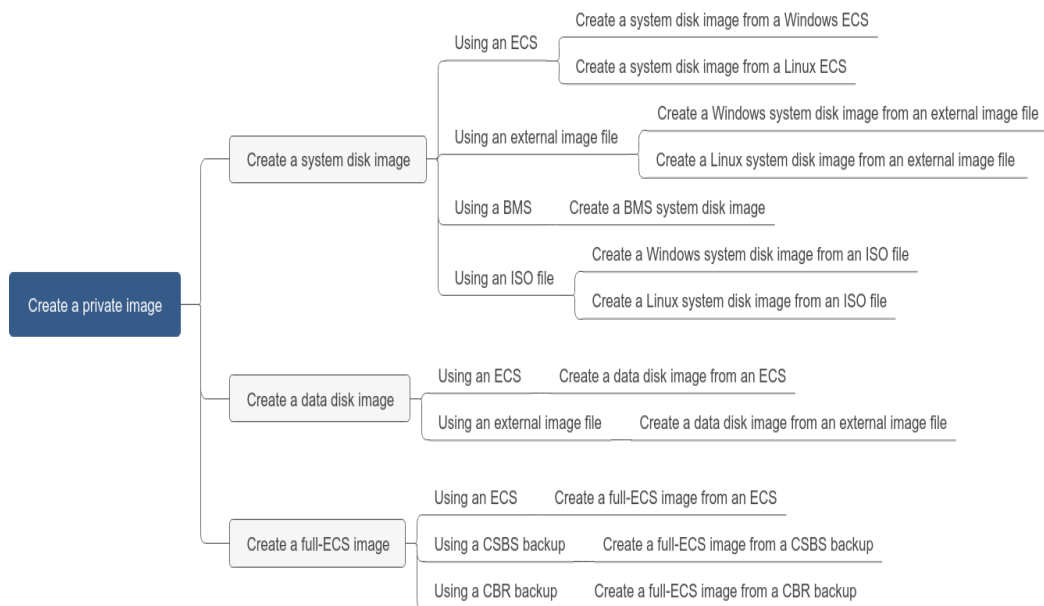 Create a private image
Create a system disk image
Using an ECS
Create a system disk image from a Windows ECS
Create a system disk image from a Linux ECS
Using an external image file
Create a Windows system disk image from an external image file
Create a Linux system disk image from an external image file
Using a BMS
Create a BMS system disk image
Using an ISO file
Create a Windows system disk image from an ISO file
Create a Linux system disk image from an ISO file
Create a data disk image
Using an ECS
Create a data disk image from an ECS
Using an external image file
Create a data disk image from an external image file
Create a full-ECS image
Using an ECS
Create a full-ECS image from an ECS
Using a CSBS backup
Create a full-ECS image from a CSBS backup
Using a CBR backup
Create a full-ECS image from a CBR backup